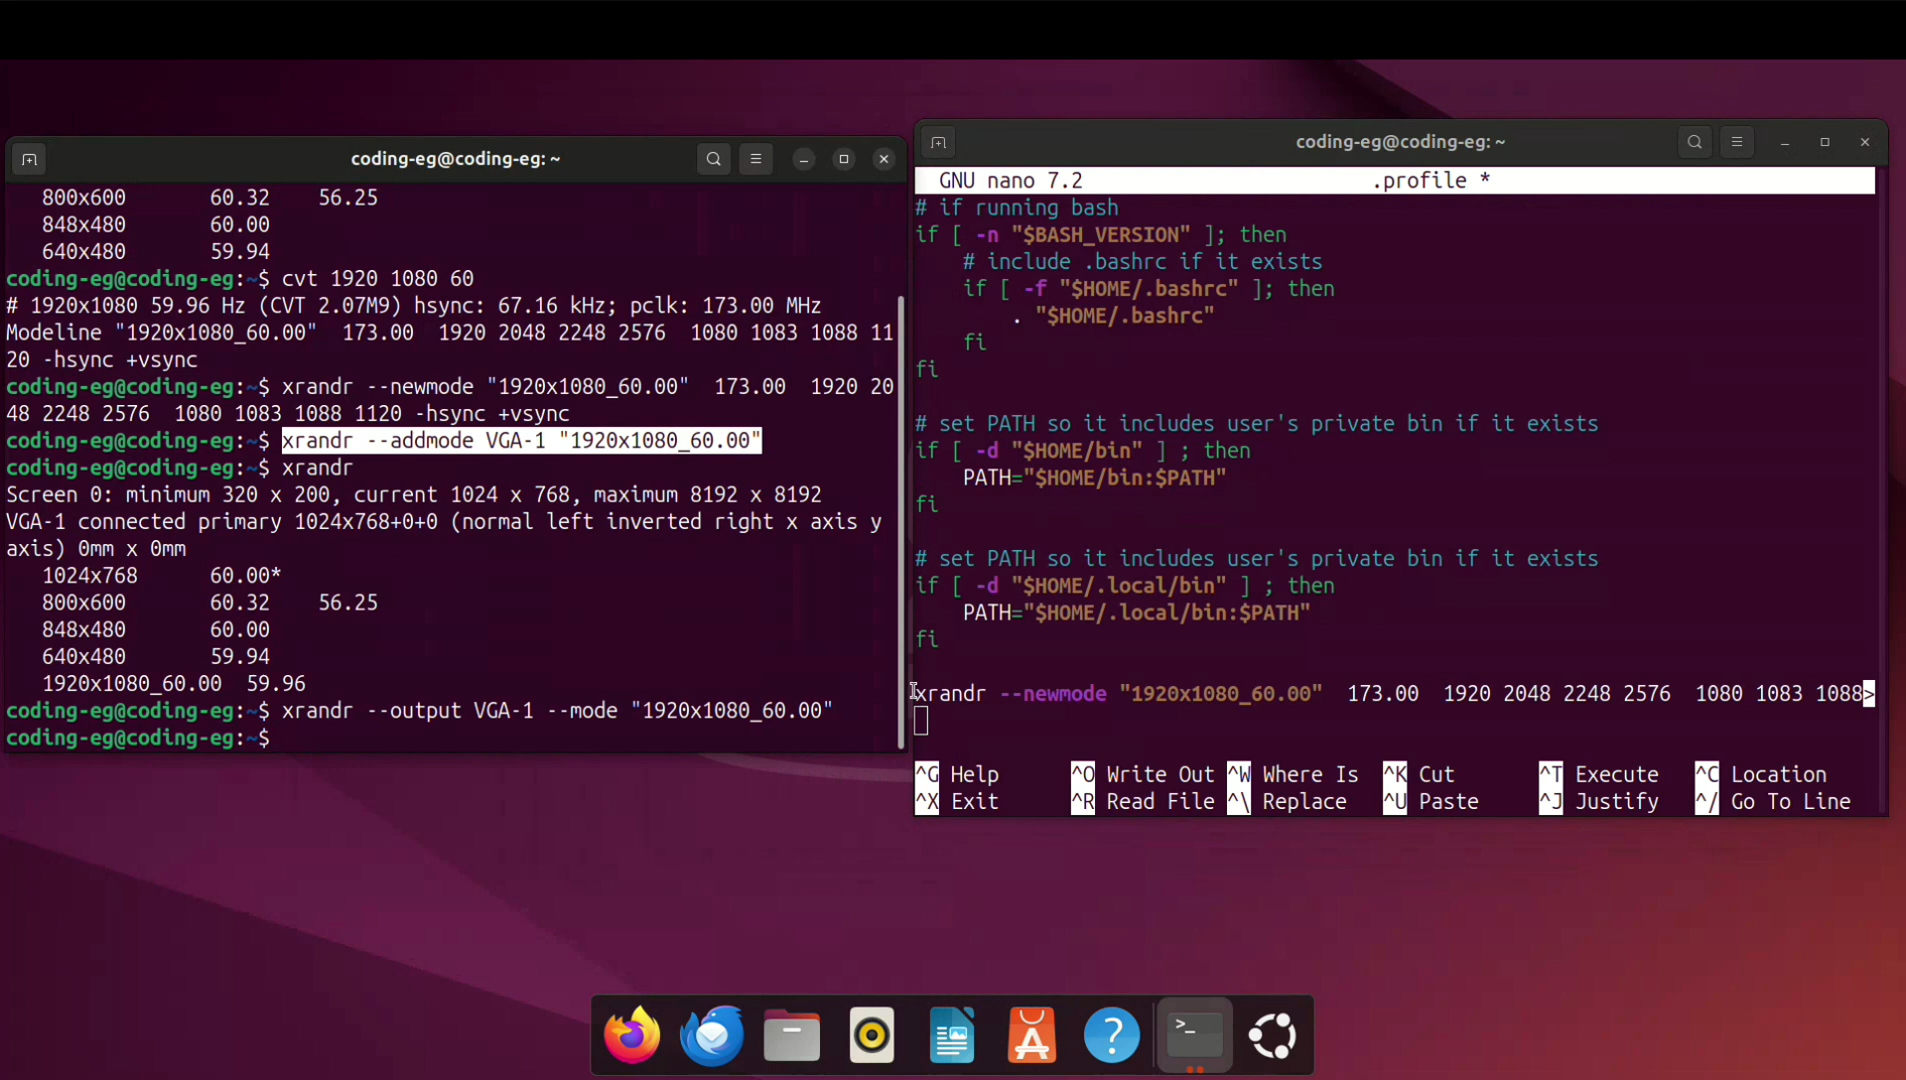 coding-eg@coding-eg: ~
800x600 60.32 56.25
848x480 60.00
640x480 59.94
coding-eg@coding-eg:~$ cvt 1920 1080 60
# 1920x1080 59.96 Hz (CVT 2.07M9) hsync: 67.16 kHz; pclk: 173.00 MHz
Modeline "1920x1080_60.00" 173.00 1920 2048 2248 2576 1080 1083 1088 11
20 -hsync +vsync
coding-eg@coding-eg:~$ xrandr --newmode "1920x1080_60.00" 173.00 1920 20
48 2248 2576 1080 1083 1088 1120 -hsync +vsync
coding-eg@coding-eg:~$ xrandr --addmode VGA-1 "1920x1080_60.00"
coding-eg@coding-eg:~$ xrandr
Screen 0: minimum 320 x 200, current 1024 x 768, maximum 8192 x 8192
VGA-1 connected primary 1024x768+0+0 (normal left inverted right x axis y
axis) 0mm x 0mm
1024x768 60.00*
800x600 60.32 56.25
848x480 60.00
640x480 59.94
1920x1080_60.00 59.96
coding-eg@coding-eg:~$ xrandr --output VGA-1 --mode "1920x1080_60.00"
coding-eg@coding-eg:~$
coding-eg@coding-eg: ~
GNU nano 7.2 .profile *
# if running bash
if [ -n "$BASH_VERSION" ]; then
# include .bashrc if it exists
if [ -f "$HOME/.bashrc" ]; then
. "$HOME/.bashrc"
fi
fi
# set PATH so it includes user's private bin if it exists
if [ -d "$HOME/bin" ] ; then
PATH="$HOME/bin:$PATH"
fi
# set PATH so it includes user's private bin if it exists
if [ -d "$HOME/.local/bin" ] ; then
PATH="$HOME/.local/bin:$PATH"
fi
xrandr --newmode "1920x1080_60.00" 173.00 1920 2048 2248 2576 1080 1083 1088>
^G Help ^O Write Out ^W Where Is ^K Cut ^T Execute ^C Location
^X Exit ^R Read File ^\ Replace ^U Paste ^J Justify ^/ Go To Line